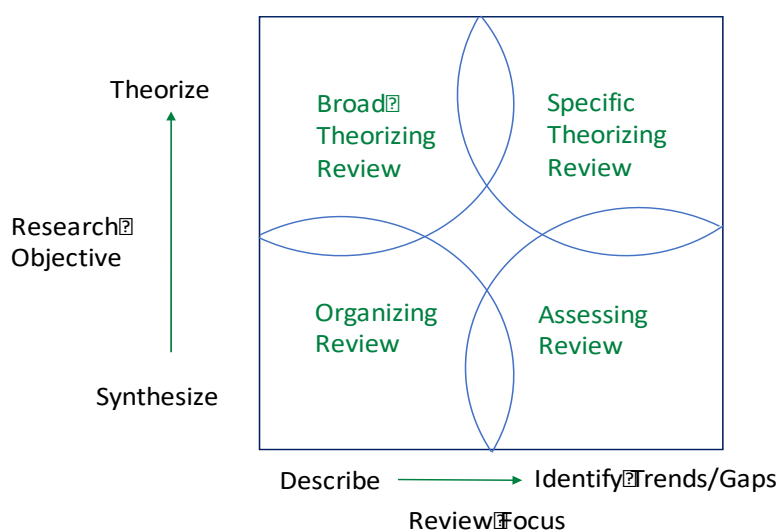 Theorize
Research
Objective
Synthesize
Broad
Theorizing
Review
Specific
Theorizing
Review
Organizing
Review
Assessing
Review
Describe
Identify Trends/Gaps
Review Focus